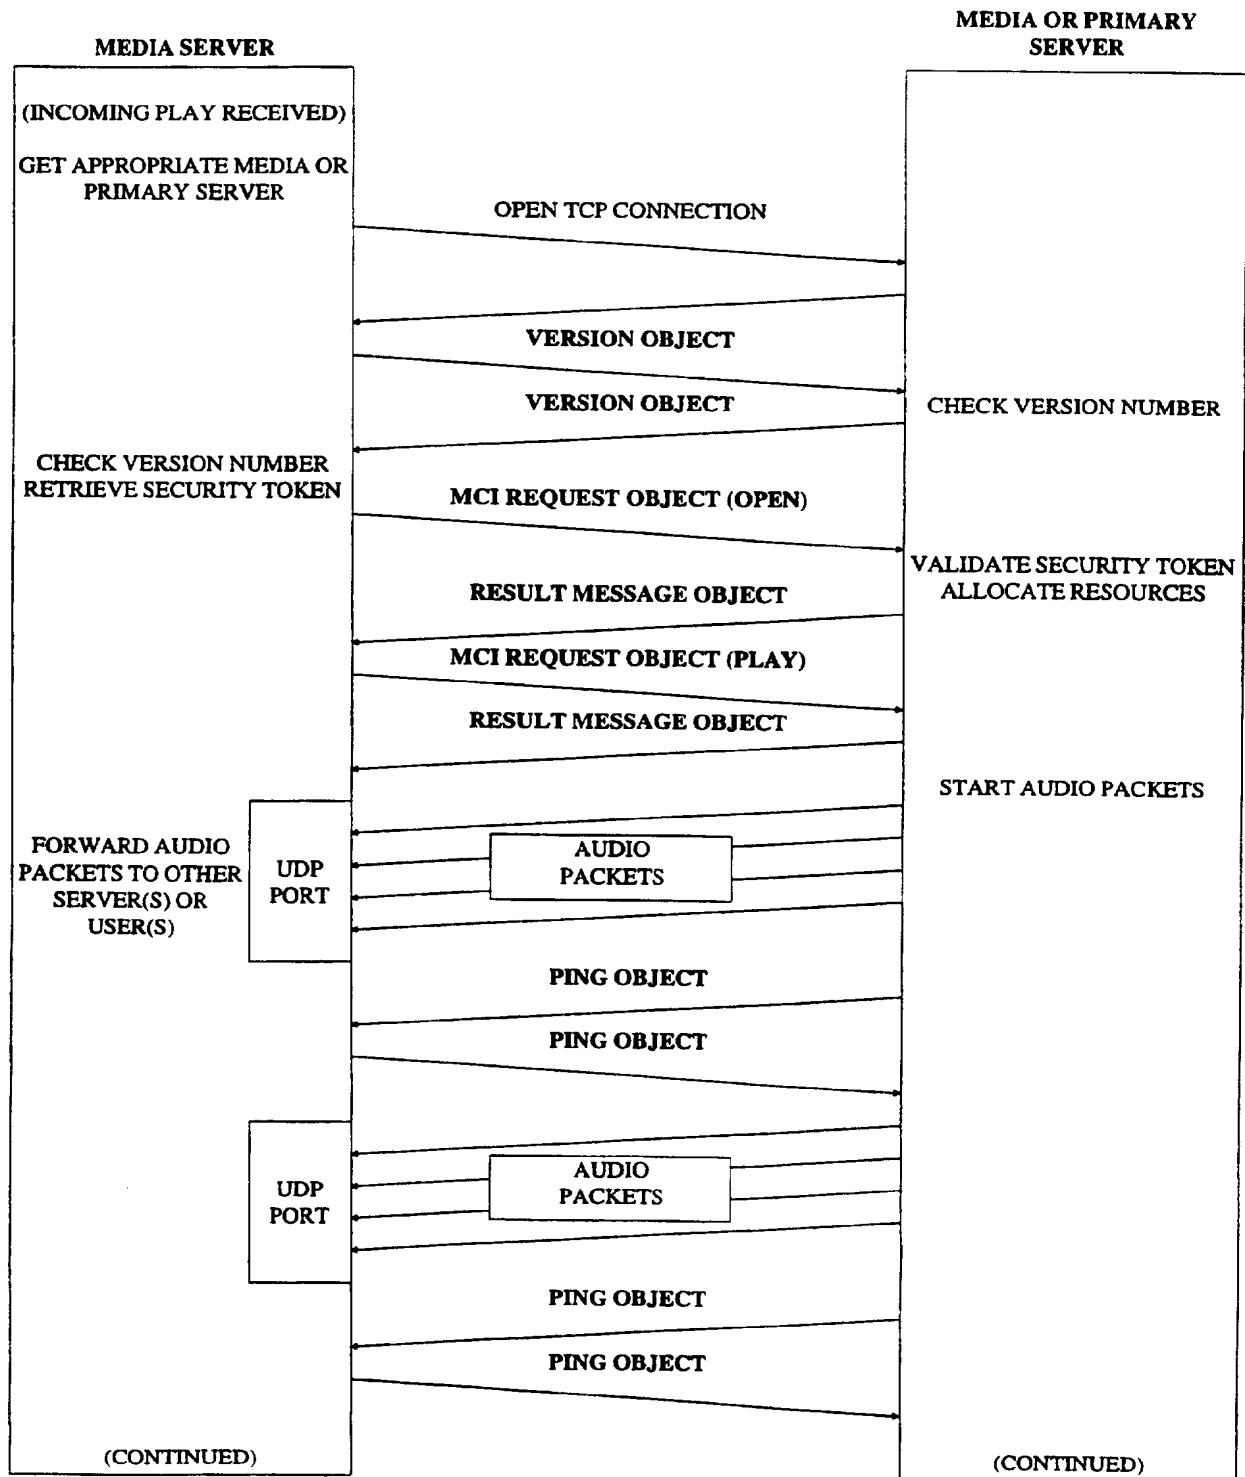 MEDIA SERVER
MEDIA OR PRIMARY
SERVER
(INCOMING PLAY RECEIVED)
GET APPROPRIATE MEDIA OR
PRIMARY SERVER
OPEN TCP CONNECTION
VERSION OBJECT
VERSION OBJECT
CHECK VERSION NUMBER
CHECK VERSION NUMBER
RETRIEVE SECURITY TOKEN
MCI REQUEST OBJECT (OPEN)
VALIDATE SECURITY TOKEN
ALLOCATE RESOURCES
RESULT MESSAGE OBJECT
MCI REQUEST OBJECT (PLAY)
RESULT MESSAGE OBJECT
START AUDIO PACKETS
FORWARD AUDIO
PACKETS TO OTHER
SERVER(S) OR
USER(S)
UDP
PORT
AUDIO
PACKETS
PING OBJECT
PING OBJECT
UDP
PORT
AUDIO
PACKETS
PING OBJECT
PING OBJECT
(CONTINUED)
(CONTINUED)